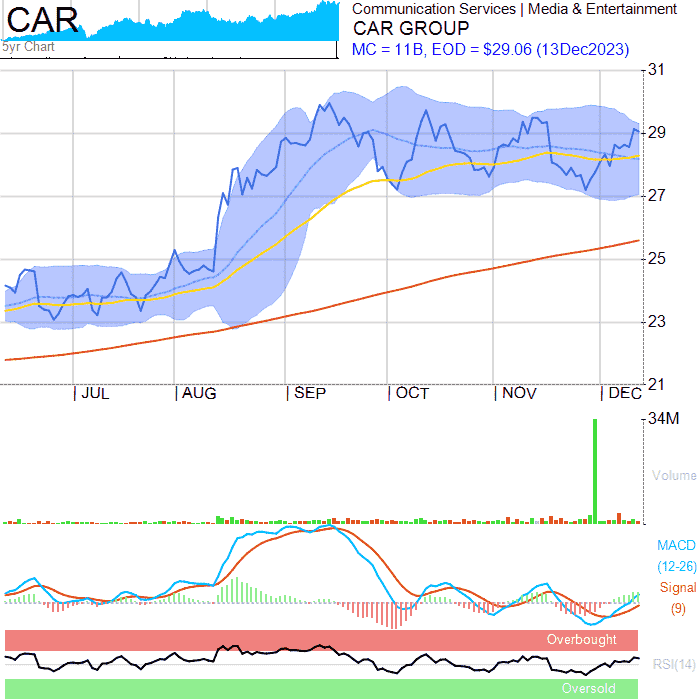 CAR
5yr Chart
Communication Services | Media & Entertainment
CAR GROUP
MC = 11B, EOD = $29.06 (13Dec2023)
31
29
27
25
23
21
| JUL | AUG | SEP | OCT | NOV | DEC
34M
Volume
MACD
(12-26)
Signal
(9)
Overbought
RSI(14)
Oversold